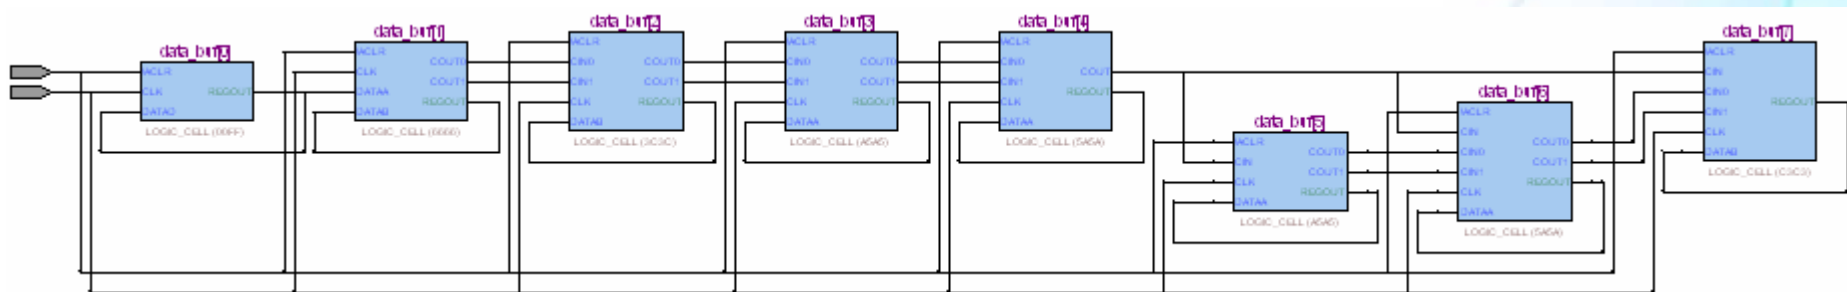 data_buf[0]
ACLR
CLK
DATAD
REGOUT
LOGIC_CELL (00FF)
data_buf[1]
ACLR
CLK
DATAA
DATAB
COUT0
COUT1
REGOUT
LOGIC_CELL (6666)
data_buf[2]
ACLR
CIN0
CIN1
CLK
DATAB
COUT0
COUT1
REGOUT
LOGIC_CELL (3C3C)
data_buf[3]
ACLR
CIN0
CIN1
CLK
DATAA
COUT0
COUT1
REGOUT
LOGIC_CELL (A5A5)
data_buf[4]
ACLR
CIN0
CIN1
CLK
DATAA
COUT
REGOUT
LOGIC_CELL (5A5A)
data_buf[5]
ACLR
CIN
CLK
DATAA
COUT0
COUT1
REGOUT
LOGIC_CELL (A5A5)
data_buf[6]
ACLR
CIN
CIN0
CIN1
CLK
DATAA
COUT0
COUT1
REGOUT
LOGIC_CELL (5A5A)
data_buf[7]
ACLR
CIN
CIN0
CIN1
CLK
DATAB
REGOUT
LOGIC_CELL (C3C3)